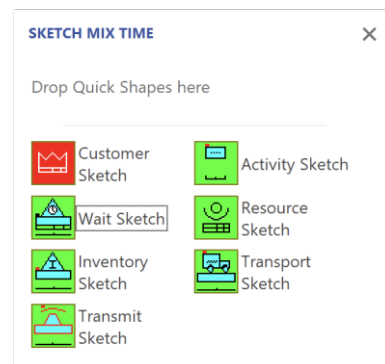 SKETCH MIX TIME
Drop Quick Shapes here
Customer
Sketch
Activity Sketch
Wait Sketch
Resource
Sketch
Inventory
Sketch
Transport
Sketch
Transmit
Sketch